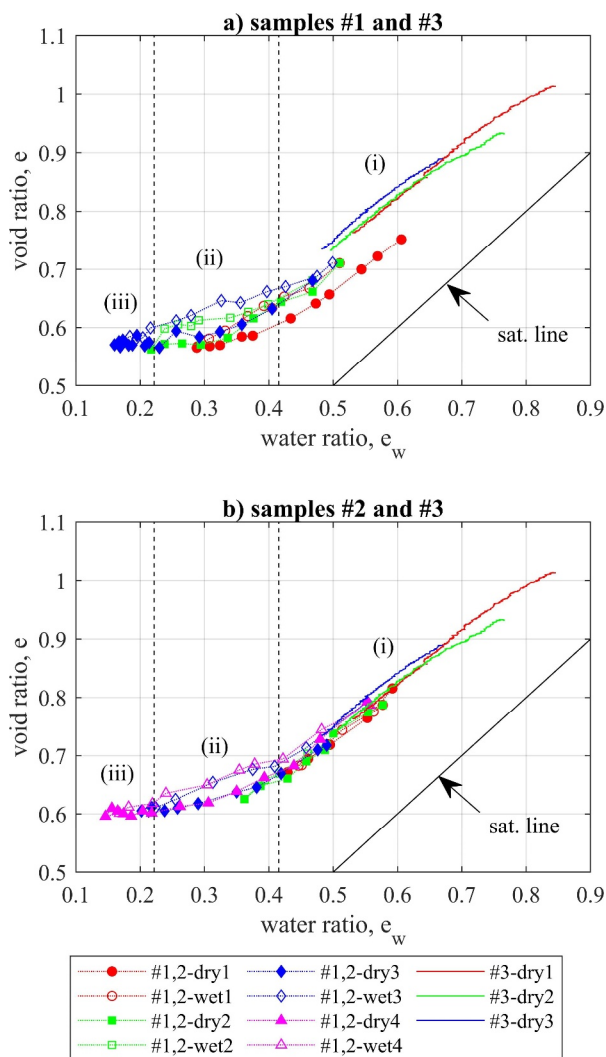 a) samples #1 and #3
1.1
1
0.9
0.8
0.7
0.6
0.5
void ratio, e
(i)
(ii)
(iii)
sat. line
0.1 0.2 0.3 0.4 0.5 0.6 0.7 0.8 0.9
water ratio, e_w
b) samples #2 and #3
1.1
1
0.9
0.8
0.7
0.6
0.5
void ratio, e
(i)
(ii)
(iii)
sat. line
0.1 0.2 0.3 0.4 0.5 0.6 0.7 0.8 0.9
water ratio, e_w
#1,2-dry1 #1,2-dry3 #3-dry1
#1,2-wet1 #1,2-wet3 #3-dry2
#1,2-dry2 #1,2-dry4 #3-dry3
#1,2-wet2 #1,2-wet4